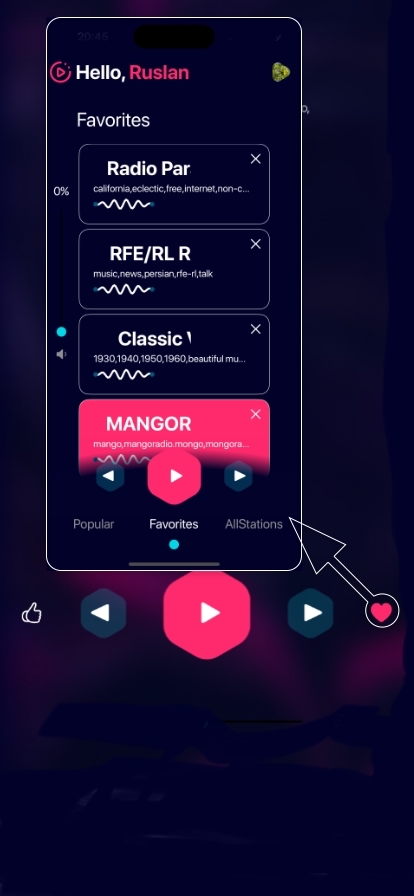 20:45
Hello, Ruslan
Favorites
Radio Par
california,eclectic,free,internet,non-c...
0%
RFE/RL R
music,news,persian,rfe-rl,talk
Classic
1930,1940,1950,1960,beautiful mu...
MANGOR
mango,mangoradio.mongo,mongora...
Popular
Favorites
AllStations